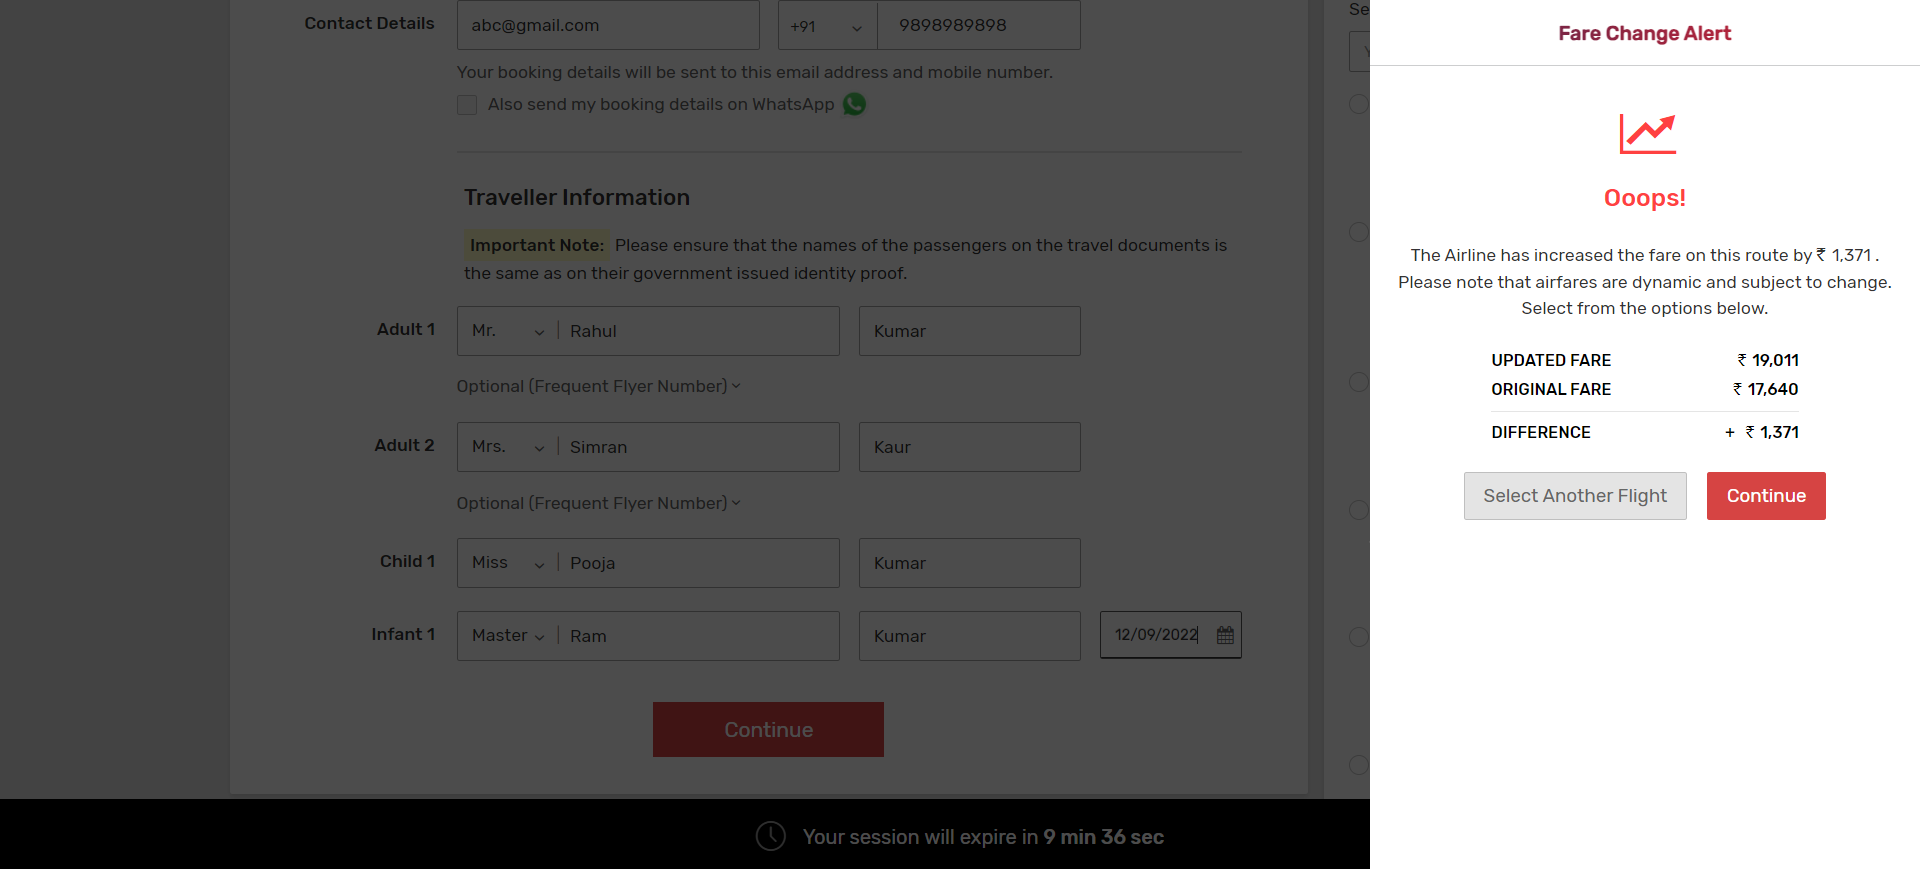 Contact Details
abc@gmail.com
+91
9898989898
Your booking details will be sent to this email address and mobile number.
Also send my booking details on WhatsApp
Traveller Information
Important Note: Please ensure that the names of the passengers on the travel documents is
the same as on their government issued identity proof.
Adult 1
Mr.
Rahul
Kumar
Optional (Frequent Flyer Number)
Adult 2
Mrs.
Simran
Kaur
Optional (Frequent Flyer Number)
Child 1
Miss
Pooja
Kumar
Infant 1
Master
Ram
Kumar
12/09/2022
Continue
Your session will expire in 9 min 36 sec
Fare Change Alert
Ooops!
The Airline has increased the fare on this route by ₹ 1,371 .
Please note that airfares are dynamic and subject to change.
Select from the options below.
UPDATED FARE ₹ 19,011
ORIGINAL FARE ₹ 17,640
DIFFERENCE + ₹ 1,371
Select Another Flight
Continue